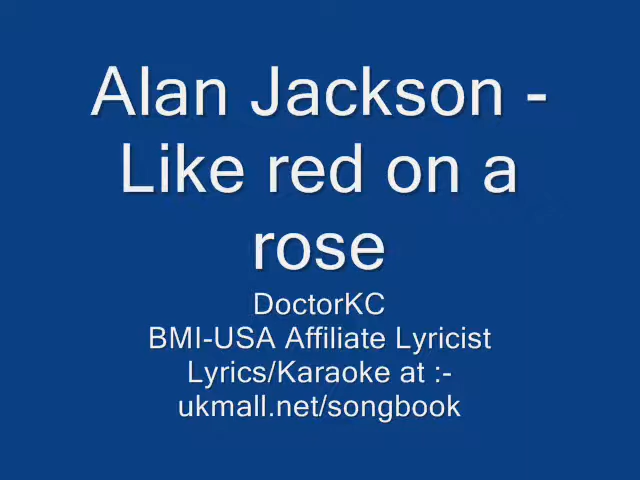 Alan Jackson -
Like red on a
rose
DoctorKC
BMI-USA Affiliate Lyricist
Lyrics/Karaoke at :-
ukmall.net/songbook